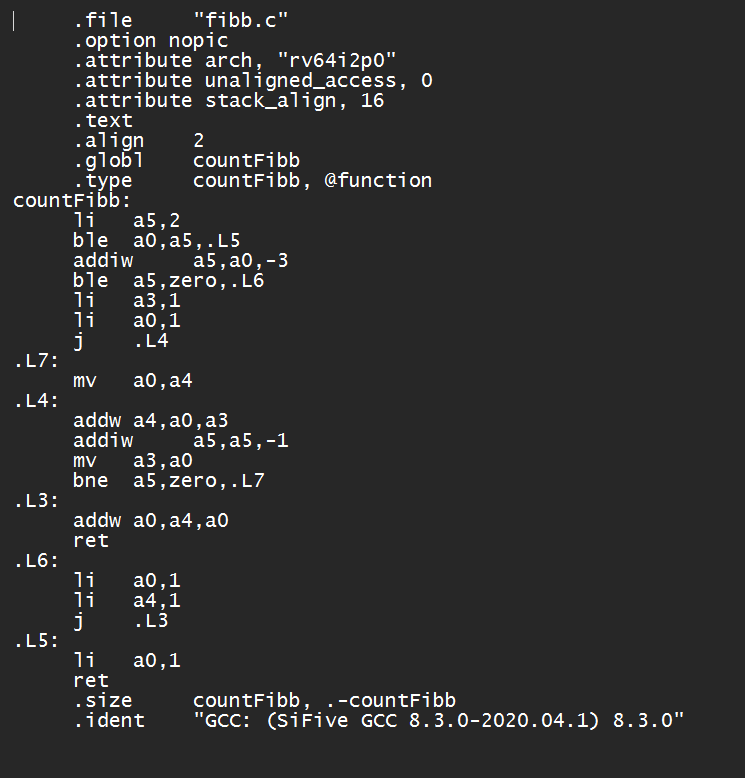 .file "fibb.c"
.option nopic
.attribute arch, "rv64i2p0"
.attribute unaligned_access, 0
.attribute stack_align, 16
.text
.align 2
.globl countFibb
.type countFibb, @function
countFibb:
li a5,2
ble a0,a5,.L5
addiw a5,a0,-3
ble a5,zero,.L6
li a3,1
li a0,1
j .L4
.L7:
mv a0,a4
.L4:
addw a4,a0,a3
addiw a5,a5,-1
mv a3,a0
bne a5,zero,.L7
.L3:
addw a0,a4,a0
ret
.L6:
li a0,1
li a4,1
j .L3
.L5:
li a0,1
ret
.size countFibb, .-countFibb
.ident "GCC: (SiFive GCC 8.3.0-2020.04.1) 8.3.0"